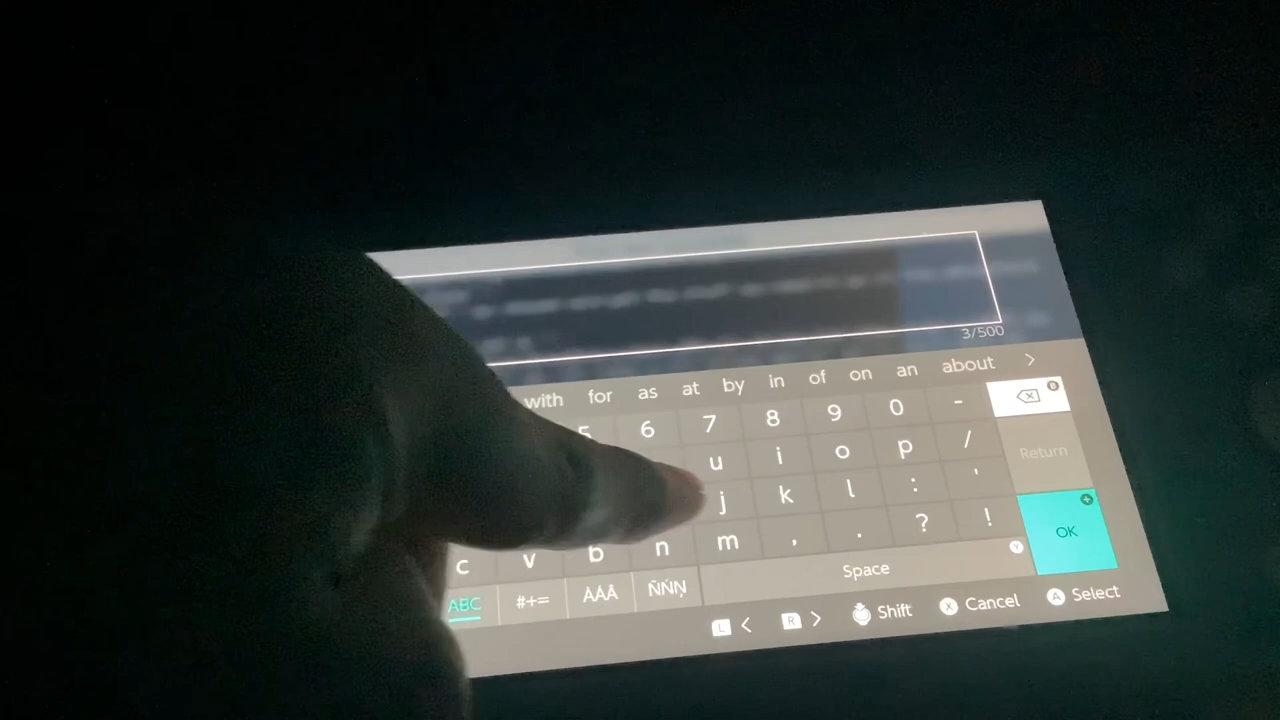 3/500
with for as at by in of on an about >
5 6 7 8 9 0 -
u i o p / Return
j k l : '
c v b n m , . ? ! OK
ABC #+= ÀÁÂ ÑŃŅ Space
L < R > Shift X Cancel A Select